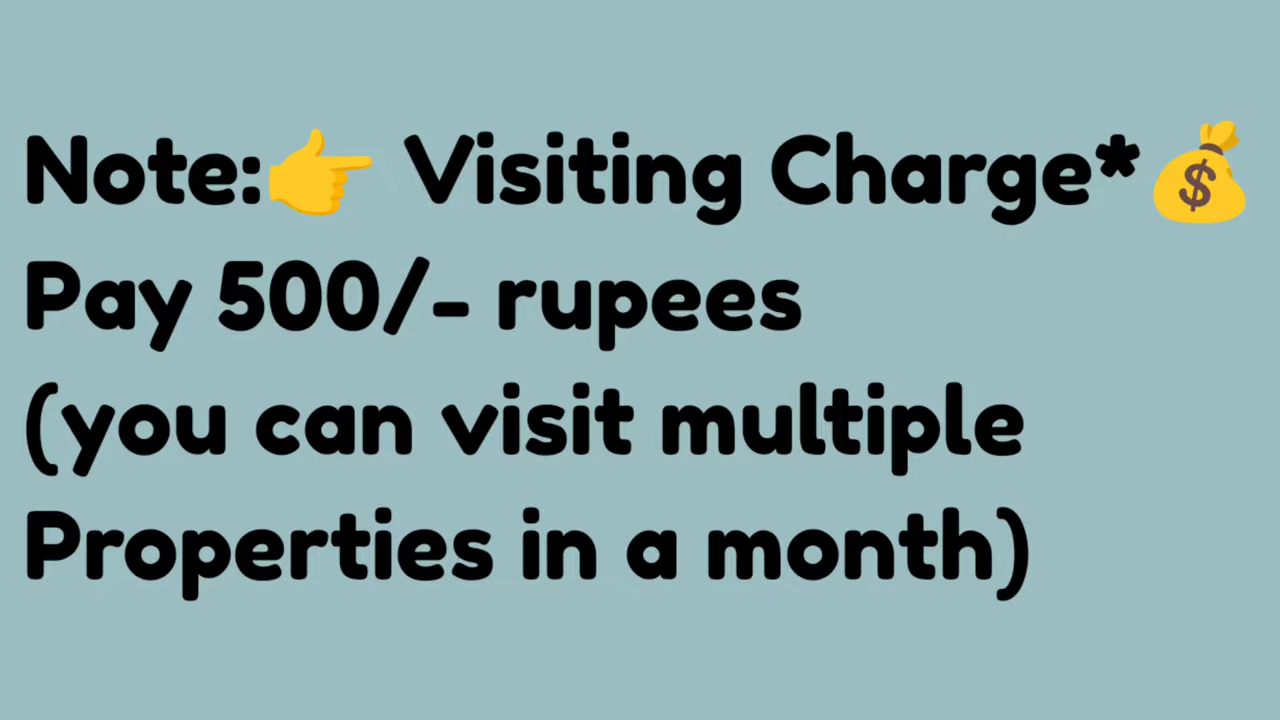 Note:👉 Visiting Charge*💰
Pay 500/- rupees
(you can visit multiple
Properties in a month)